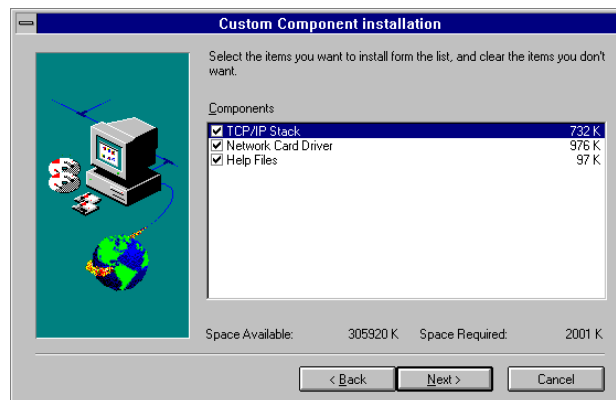 Custom Component installation
Select the items you want to install form the list, and clear the items you don't
want.
Components
TCP/IP Stack 732 K
Network Card Driver 976 K
Help Files 97 K
Space Available: 305920 K Space Required: 2001 K
< Back Next > Cancel